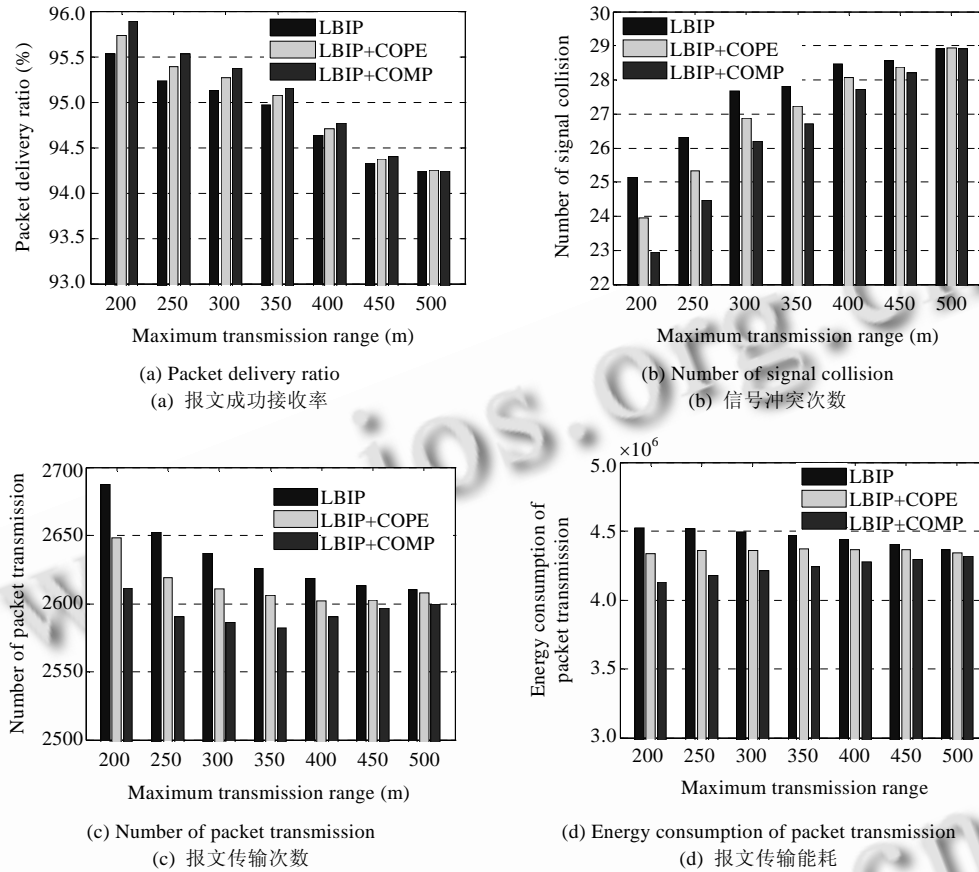 96.0
95.5
95.0
94.5
94.0
93.5
93.0
Packet delivery ratio (%)
LBIP
LBIP+COPE
LBIP+COMP
200 250 300 350 400 450 500
Maximum transmission range (m)
(a) Packet delivery ratio
(a) 报文成功接收率
30
29
28
27
26
25
24
23
22
Number of signal collision
LBIP
LBIP+COPE
LBIP+COMP
200 250 300 350 400 450 500
Maximum transmission range (m)
(b) Number of signal collision
(b) 信号冲突次数
2700
2650
2600
2550
2500
Number of packet transmission
LBIP
LBIP+COPE
LBIP+COMP
200 250 300 350 400 450 500
Maximum transmission range (m)
(c) Number of packet transmission
(c) 报文传输次数
×10⁶
5.0
4.5
4.0
3.5
3.0
Energy consumption of
packet transmission
LBIP
LBIP+COPE
LBIP+COMP
200 250 300 350 400 450 500
Maximum transmission range
(d) Energy consumption of packet transmission
(d) 报文传输能耗